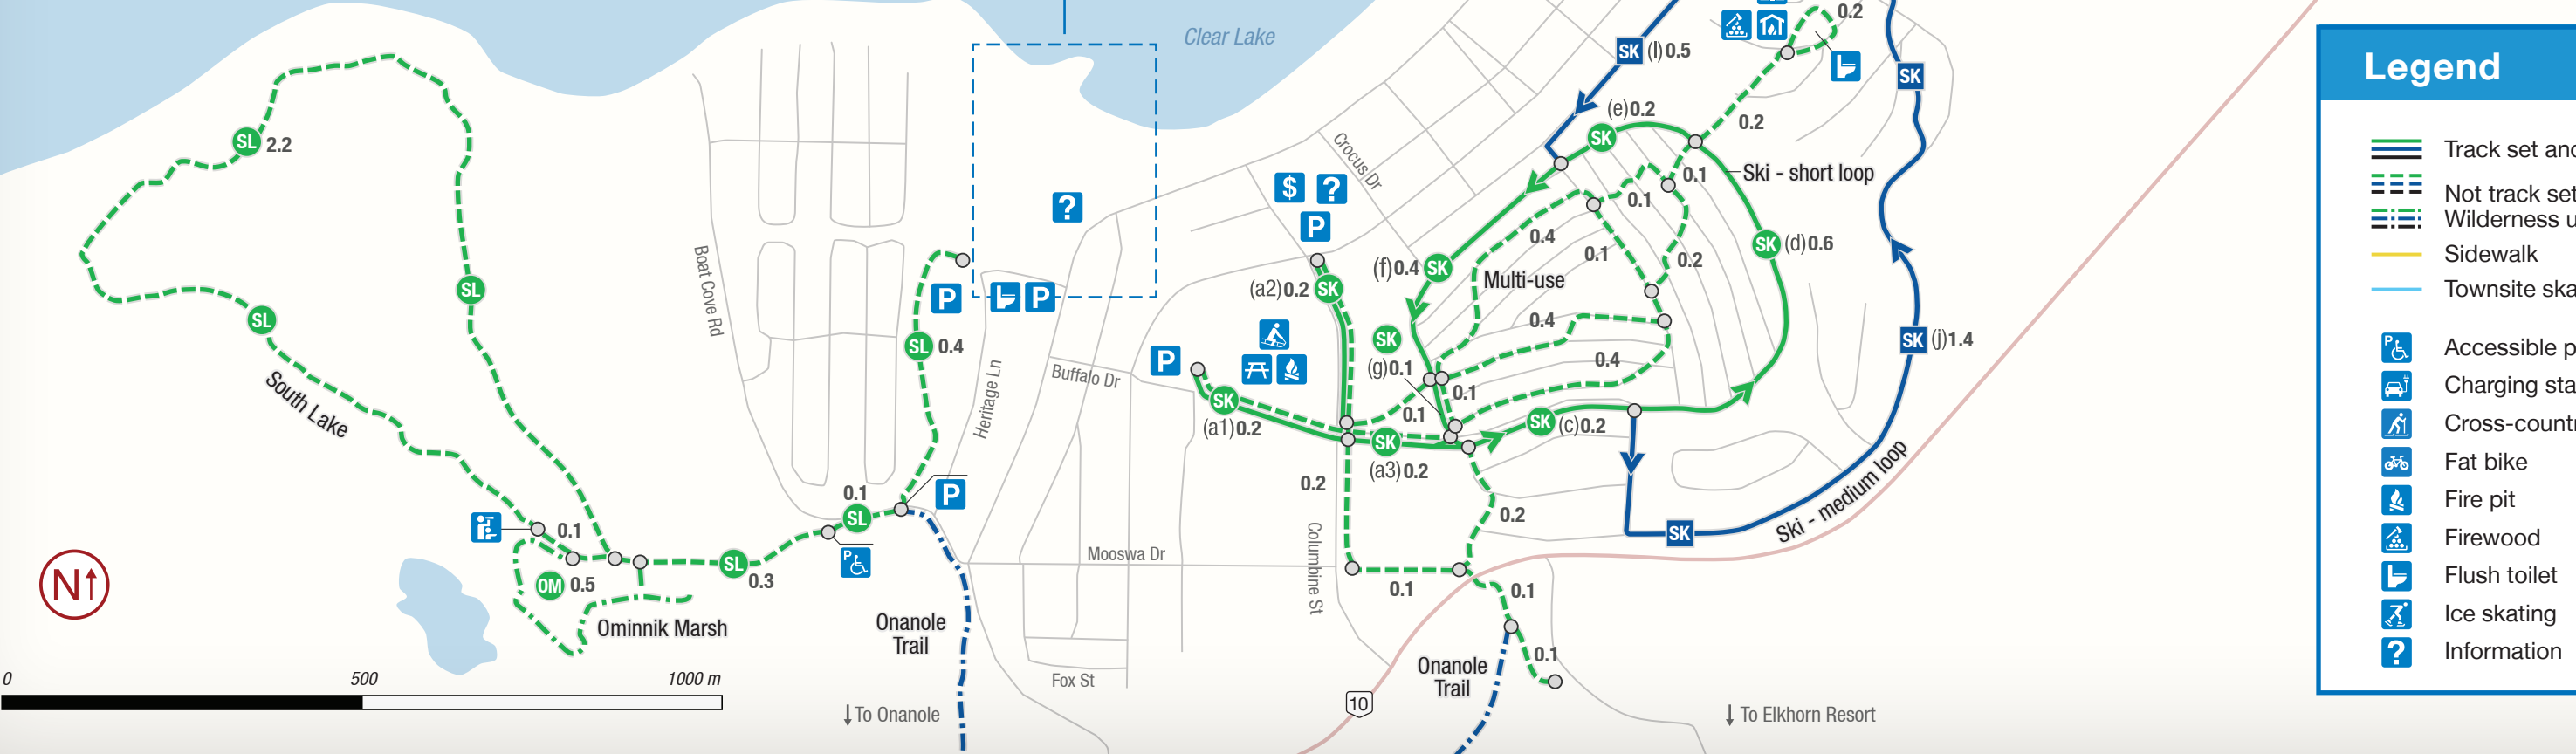 Clear Lake
SK (l)0.5
0.2
SK
(e)0.2
SK
0.2
SL 2.2
Crocus Dr
0.1
Ski - short loop
$ ?
?
0.1
P
0.4
SK (d)0.6
Boat Cove Rd
0.1
0.2
(f)0.4 SK
Multi-use
(a2)0.2 SK
P
P
SL
SL
0.4
SK
SK (j)1.4
SL 0.4
P
0.4
(g)0.1
Heritage Ln
Buffalo Dr
0.1
South Lake
SK
(a1)0.2
0.1
SK (c)0.2
SK
(a3)0.2
0.2
P
0.1
SL
0.2
Ski - medium loop
SK
0.1
Columbine St
Mooswa Dr
P
SL
0.3
N
OM 0.5
0.1
0.1
Ominnik Marsh
Onanole
Trail
0.1
Onanole
Trail
0 500 1000 m
Fox St
10
To Onanole
To Elkhorn Resort
Legend
Track set and
Not track set
Wilderness u
Sidewalk
Townsite ska
P Accessible p
Charging sta
Cross-countr
Fat bike
Fire pit
Firewood
Flush toilet
Ice skating
? Information